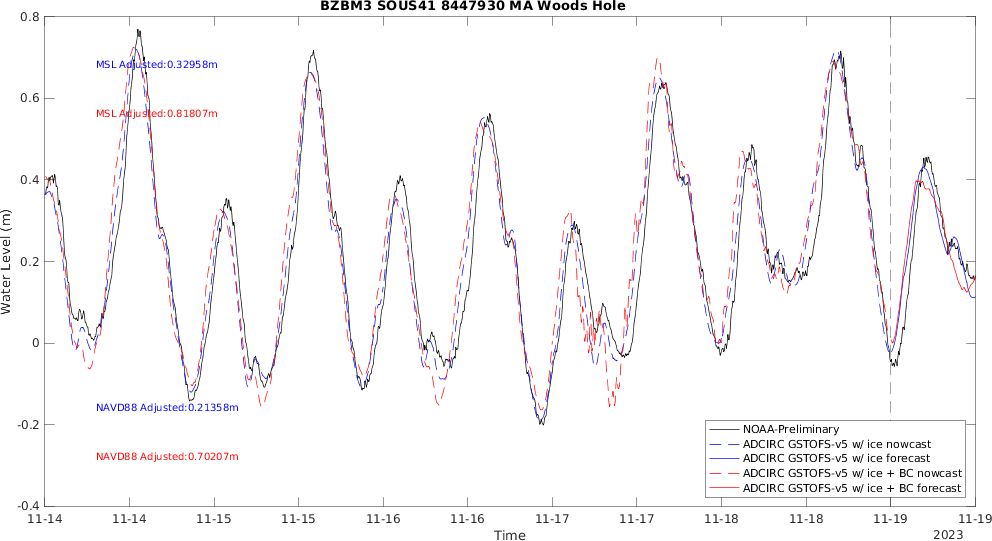 BZBM3 SOUS41 8447930 MA Woods Hole
0.8
0.6
0.4
0.2
0
-0.2
-0.4
Water Level (m)
MSL Adjusted:0.32958m
MSL Adjusted:0.81807m
NAVD88 Adjusted:0.21358m
NAVD88 Adjusted:0.70207m
NOAA-Preliminary
ADCIRC GSTOFS-v5 w/ ice nowcast
ADCIRC GSTOFS-v5 w/ ice forecast
ADCIRC GSTOFS-v5 w/ ice + BC nowcast
ADCIRC GSTOFS-v5 w/ ice + BC forecast
11-14 11-14 11-15 11-15 11-16 11-16 11-17 11-17 11-18 11-18 11-19 11-19
Time
2023